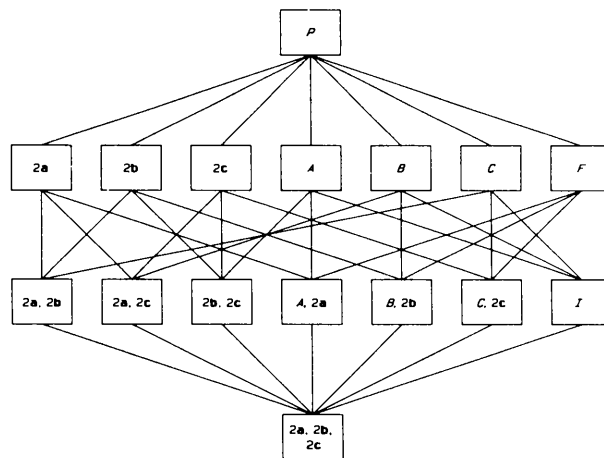 P
2a 2b 2c A B C F
2a, 2b 2a, 2c 2b, 2c A, 2a B, 2b C, 2c I
2a, 2b,
2c